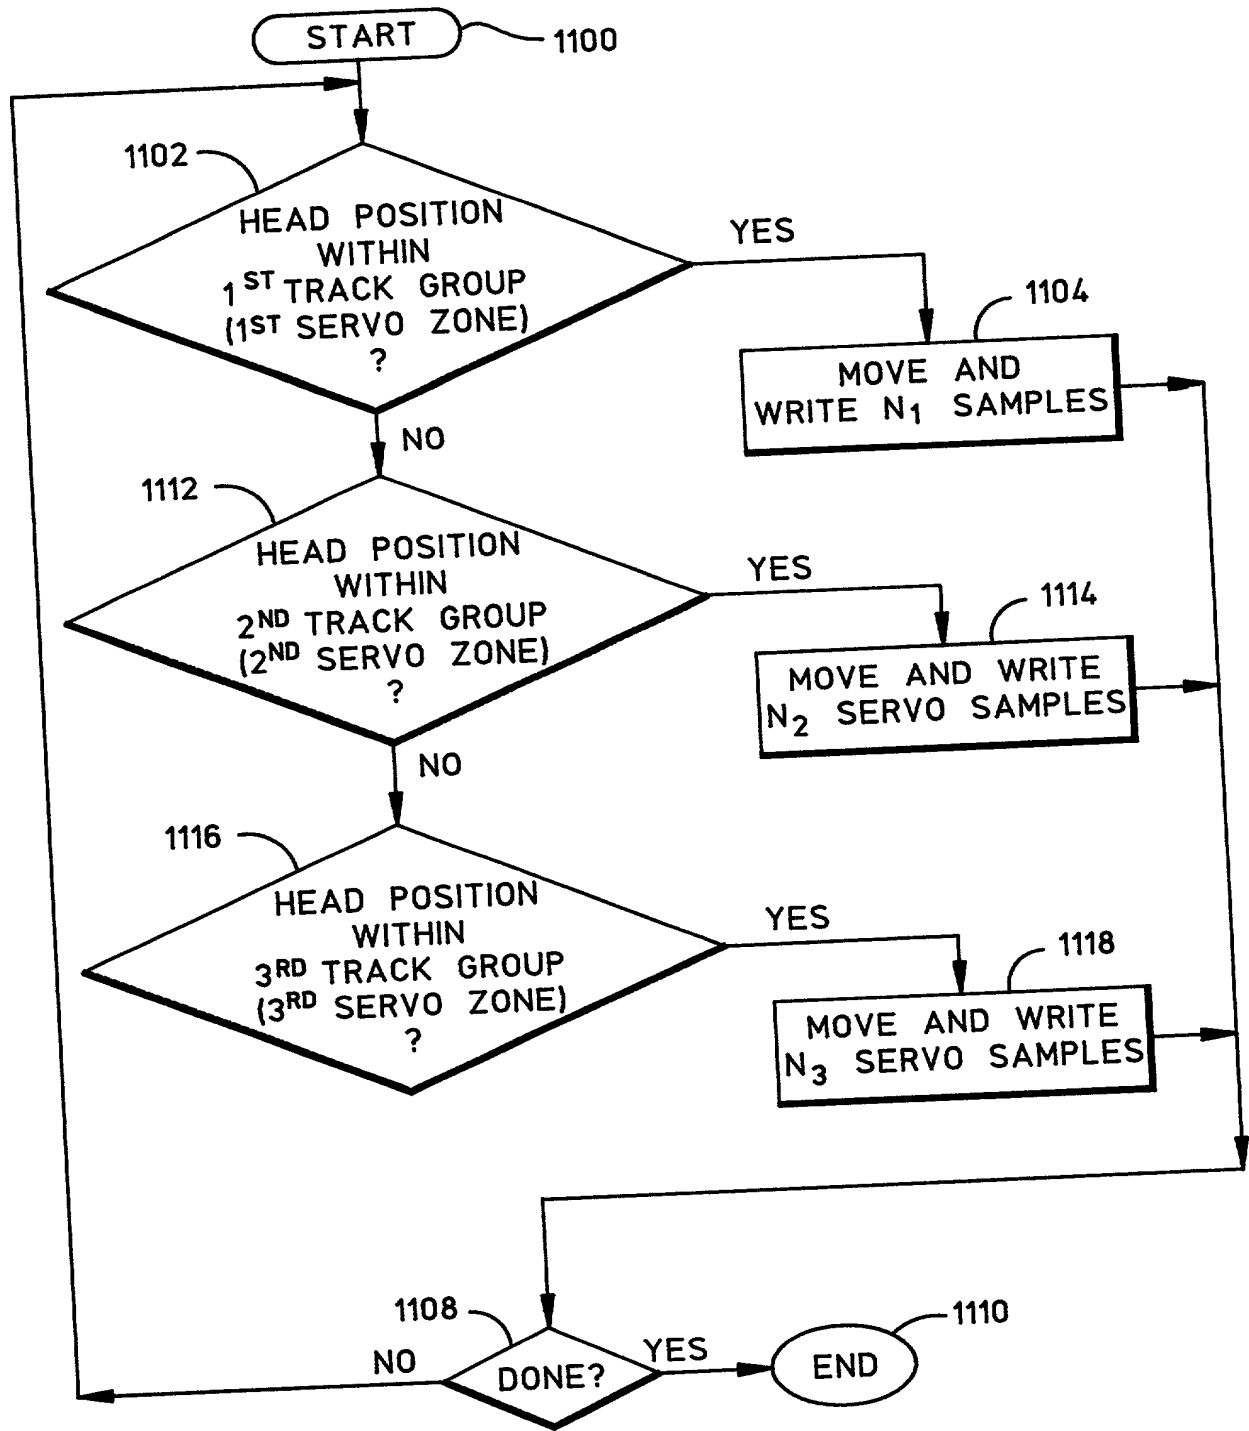 START
1100
1102
HEAD POSITION
WITHIN
1ST TRACK GROUP
(1ST SERVO ZONE)
?
YES
1104
MOVE AND
WRITE N1 SAMPLES
NO
1112
HEAD POSITION
WITHIN
2ND TRACK GROUP
(2ND SERVO ZONE)
?
YES
1114
MOVE AND WRITE
N2 SERVO SAMPLES
NO
1116
HEAD POSITION
WITHIN
3RD TRACK GROUP
(3RD SERVO ZONE)
?
YES
1118
MOVE AND WRITE
N3 SERVO SAMPLES
1108
DONE?
NO
YES
1110
END